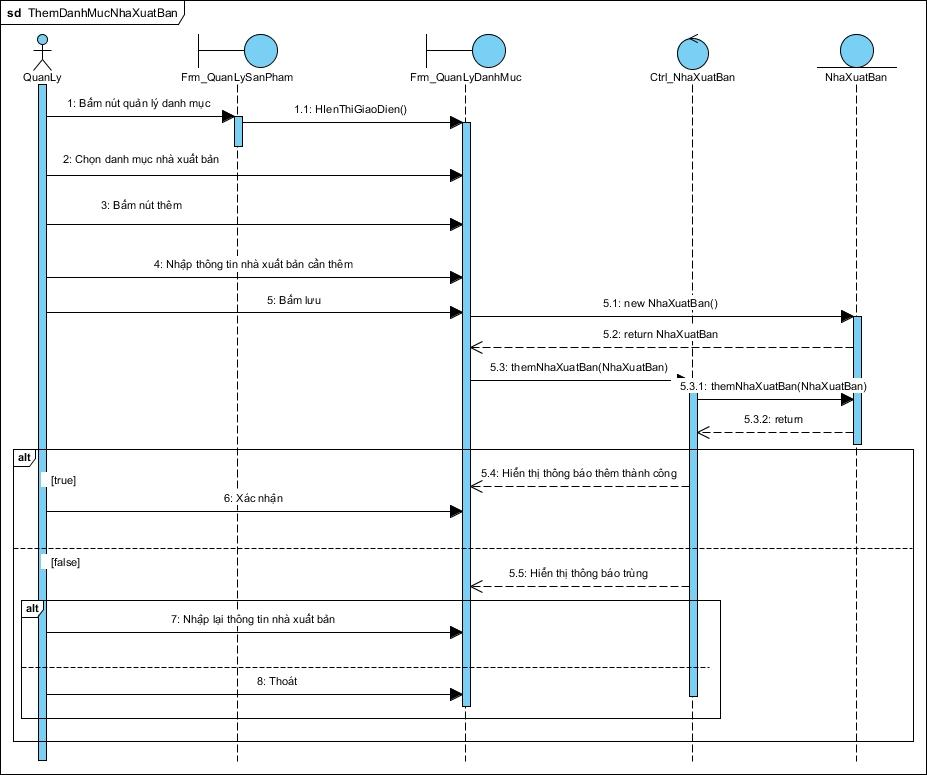 sd ThemDanhMucNhaXuatBan
QuanLy
Frm_QuanLySanPham
Frm_QuanLyDanhMuc
Ctrl_NhaXuatBan
NhaXuatBan
1: Bấm nút quản lý danh mục
1.1: HIenThiGiaoDien()
2: Chọn danh mục nhà xuất bản
3: Bấm nút thêm
4: Nhập thông tin nhà xuất bản cần thêm
5: Bấm lưu
5.1: new NhaXuatBan()
5.2: return NhaXuatBan
5.3: themNhaXuatBan(NhaXuatBan)
5.3.1: themNhaXuatBan(NhaXuatBan)
5.3.2: return
alt
[true]
5.4: Hiển thị thông báo thêm thành công
6: Xác nhận
[false]
5.5: Hiển thị thông báo trùng
alt
7: Nhập lại thông tin nhà xuất bản
8: Thoát